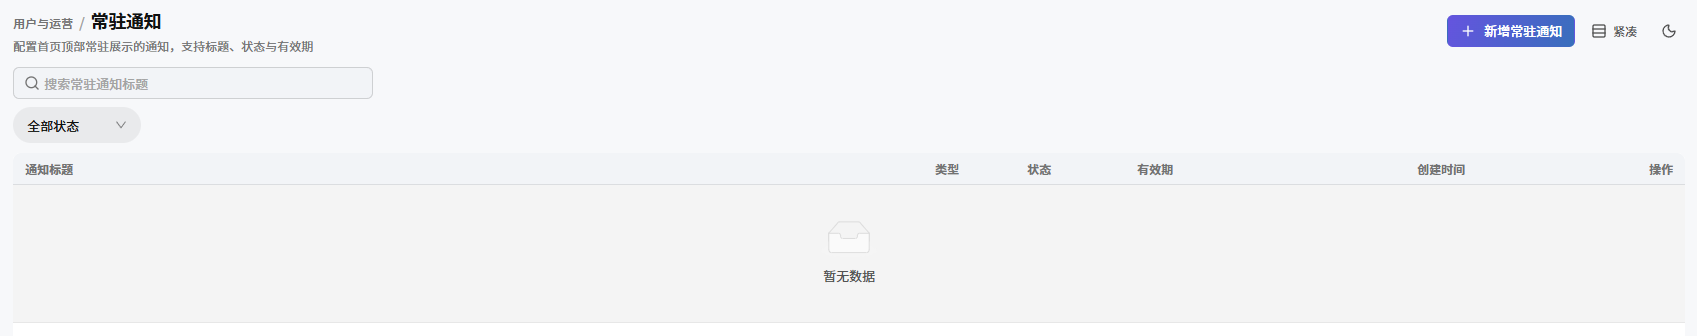 用户与运营 / 常驻通知
配置首页顶部常驻展示的通知，支持标题、状态与有效期
新增常驻通知 紧凑
搜索常驻通知标题
全部状态
通知标题 类型 状态 有效期 创建时间 操作
暂无数据